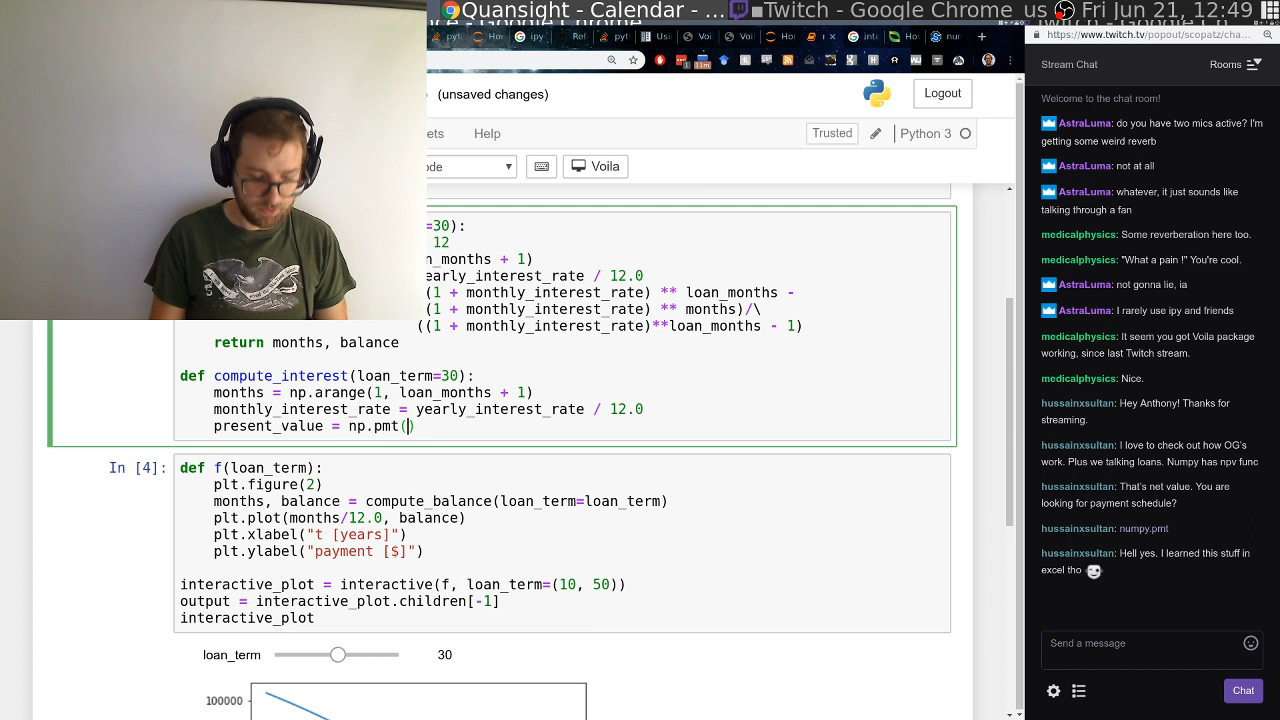 Quansight - Calendar - ...
Twitch - Google Chrome
us
Fri Jun 21, 12:49
https://www.twitch.tv/popout/scopatz/cha...
(unsaved changes)
Logout
Help
Trusted
Python 3
Voila
=30):
12
n_months + 1)
yearly_interest_rate / 12.0
(1 + monthly_interest_rate) ** loan_months -
(1 + monthly_interest_rate) ** months)/\
((1 + monthly_interest_rate)**loan_months - 1)
return months, balance
def compute_interest(loan_term=30):
months = np.arange(1, loan_months + 1)
monthly_interest_rate = yearly_interest_rate / 12.0
present_value = np.pmt()
In [4]:
def f(loan_term):
plt.figure(2)
months, balance = compute_balance(loan_term=loan_term)
plt.plot(months/12.0, balance)
plt.xlabel("t [years]")
plt.ylabel("payment [$]")
interactive_plot = interactive(f, loan_term=(10, 50))
output = interactive_plot.children[-1]
interactive_plot
loan_term
30
100000
Stream Chat
Rooms
Welcome to the chat room!
AstraLuma: do you have two mics active? I'm
getting some weird reverb
AstraLuma: not at all
AstraLuma: whatever, it just sounds like
talking through a fan
medicalphysics: Some reverberation here too.
medicalphysics: "What a pain !" You're cool.
AstraLuma: not gonna lie, ia
AstraLuma: I rarely use ipy and friends
medicalphysics: It seem you got Voila package
working, since last Twitch stream.
medicalphysics: Nice.
hussainxsultan: Hey Anthony! Thanks for
streaming.
hussainxsultan: I love to check out how OG's
work. Plus we talking loans. Numpy has npv func
hussainxsultan: That's net value. You are
looking for payment schedule?
hussainxsultan: numpy.pmt
hussainxsultan: Hell yes. I learned this stuff in
excel tho
Send a message
Chat